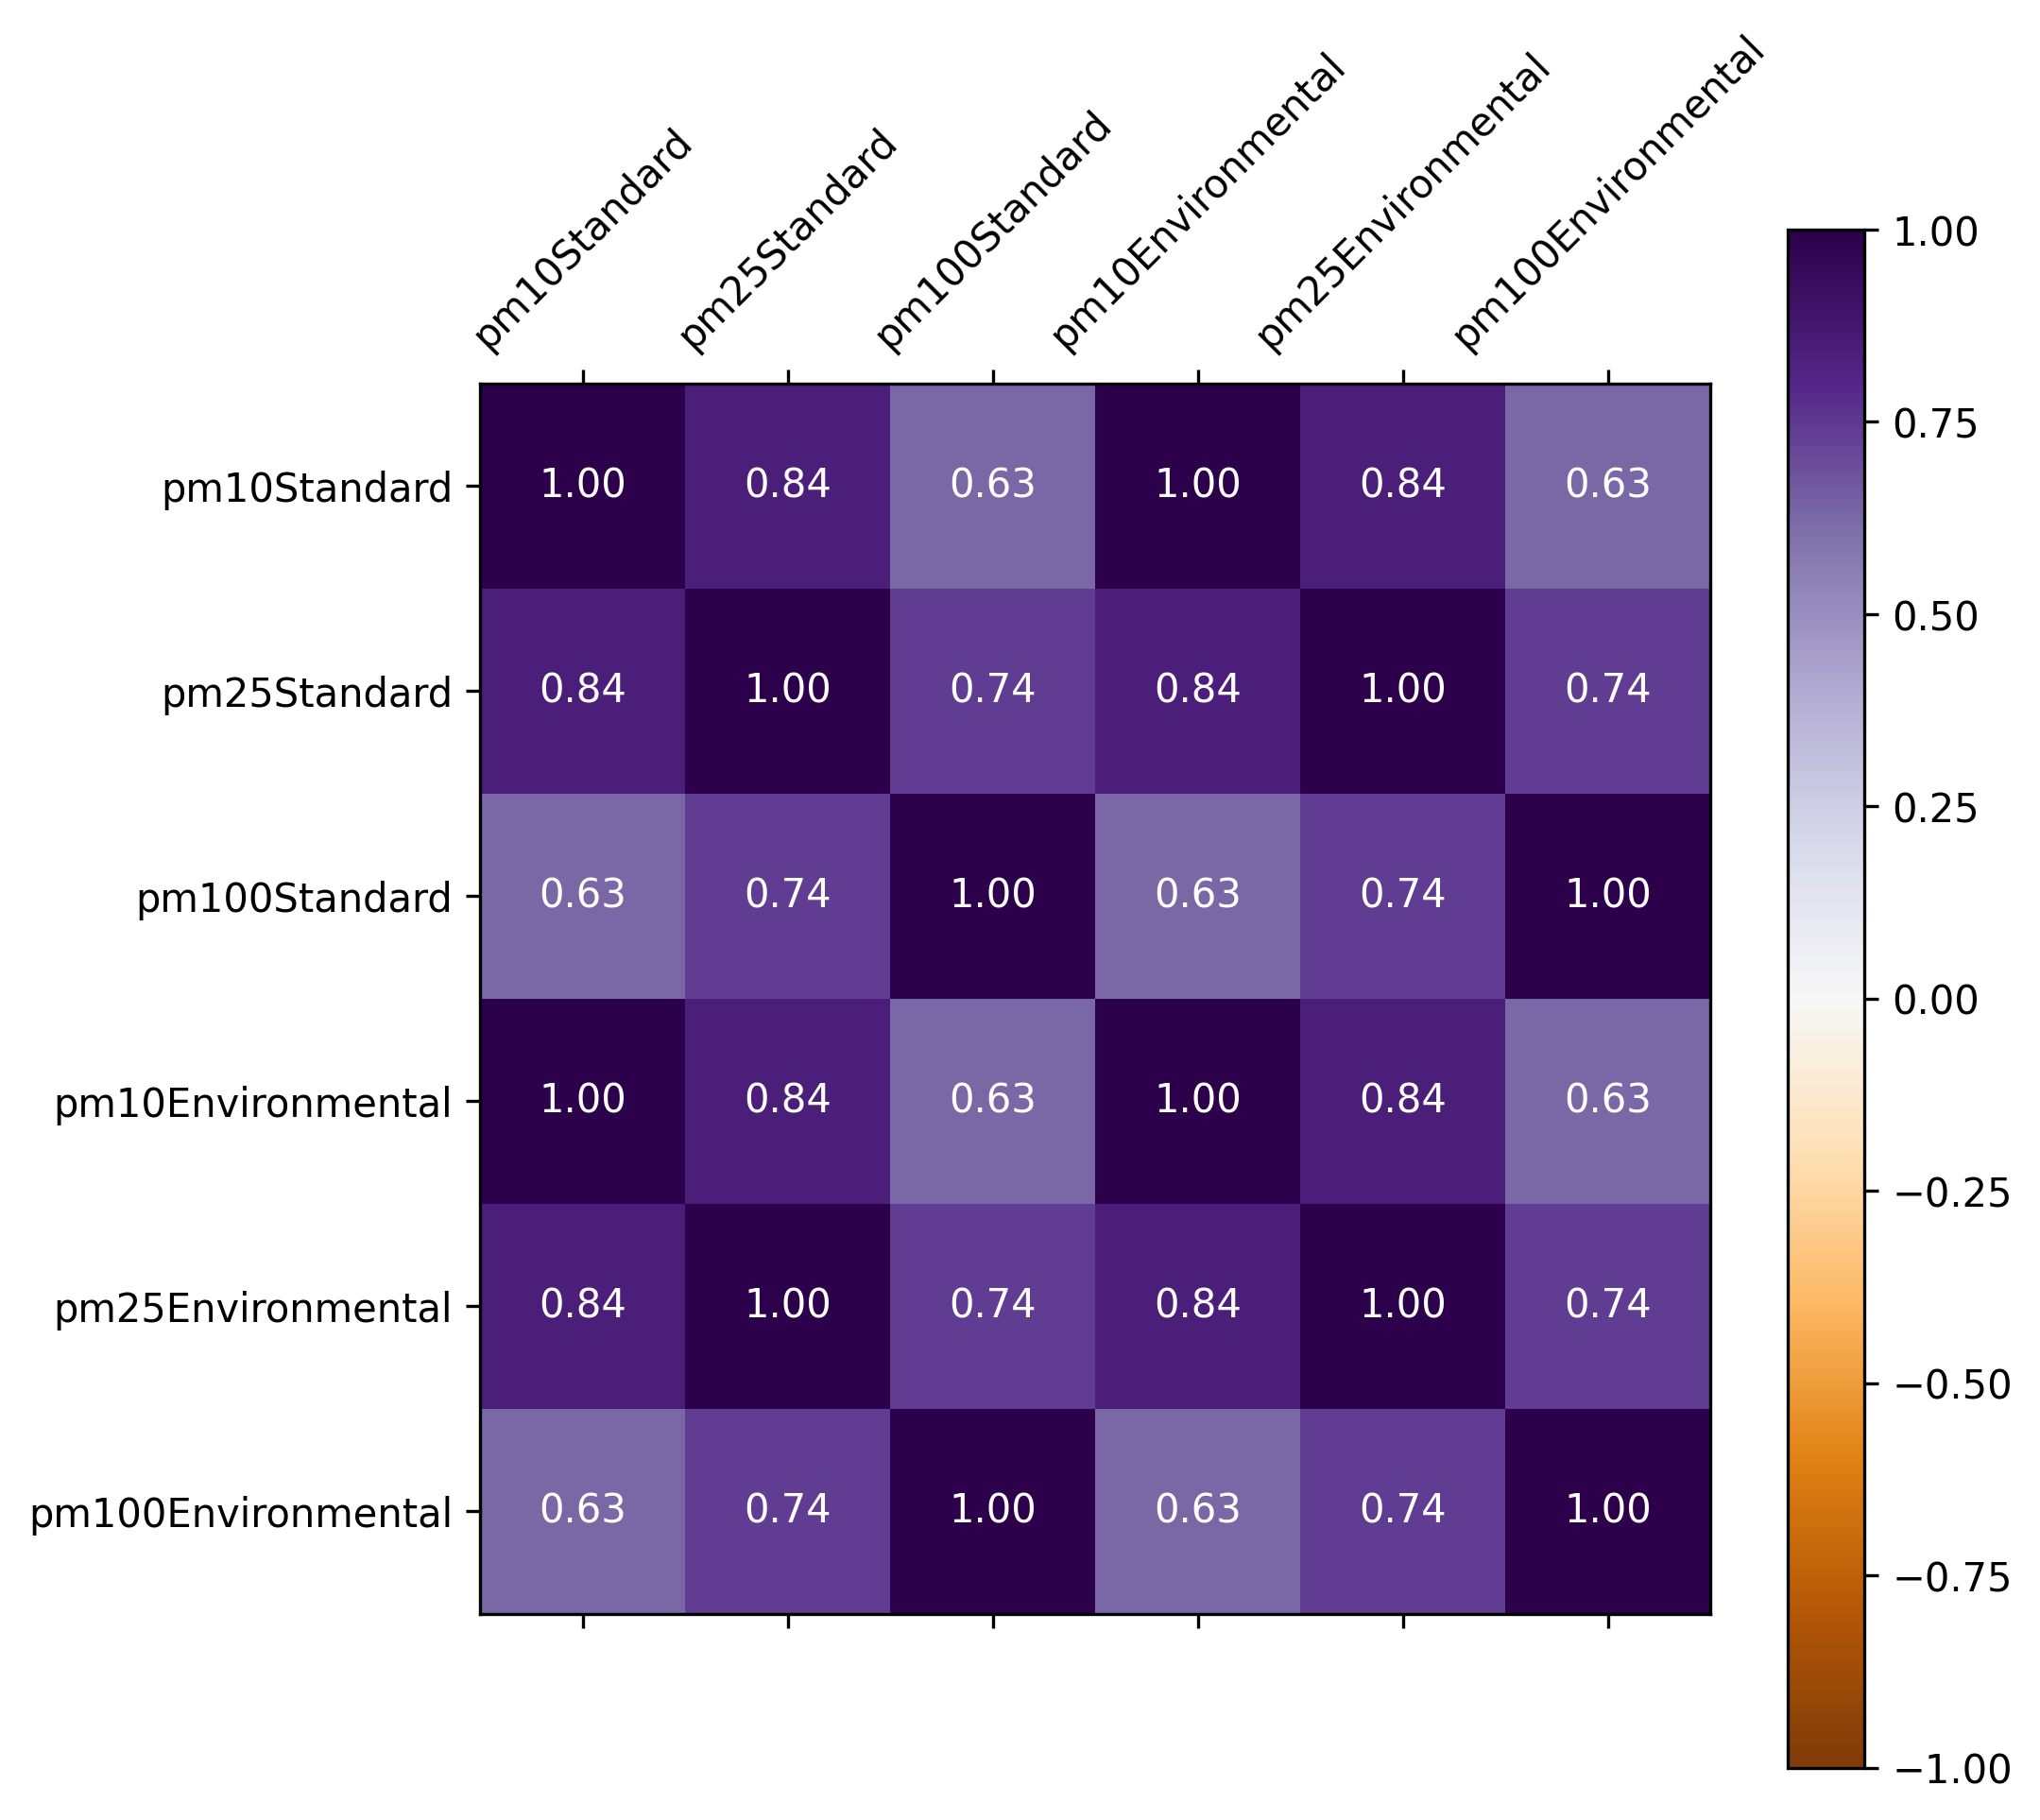 pm10Standard
pm25Standard
pm100Standard
pm10Environmental
pm25Environmental
pm100Environmental
pm10Standard 1.00 0.84 0.63 1.00 0.84 0.63
pm25Standard 0.84 1.00 0.74 0.84 1.00 0.74
pm100Standard 0.63 0.74 1.00 0.63 0.74 1.00
pm10Environmental 1.00 0.84 0.63 1.00 0.84 0.63
pm25Environmental 0.84 1.00 0.74 0.84 1.00 0.74
pm100Environmental 0.63 0.74 1.00 0.63 0.74 1.00
1.00
0.75
0.50
0.25
0.00
−0.25
−0.50
−0.75
−1.00